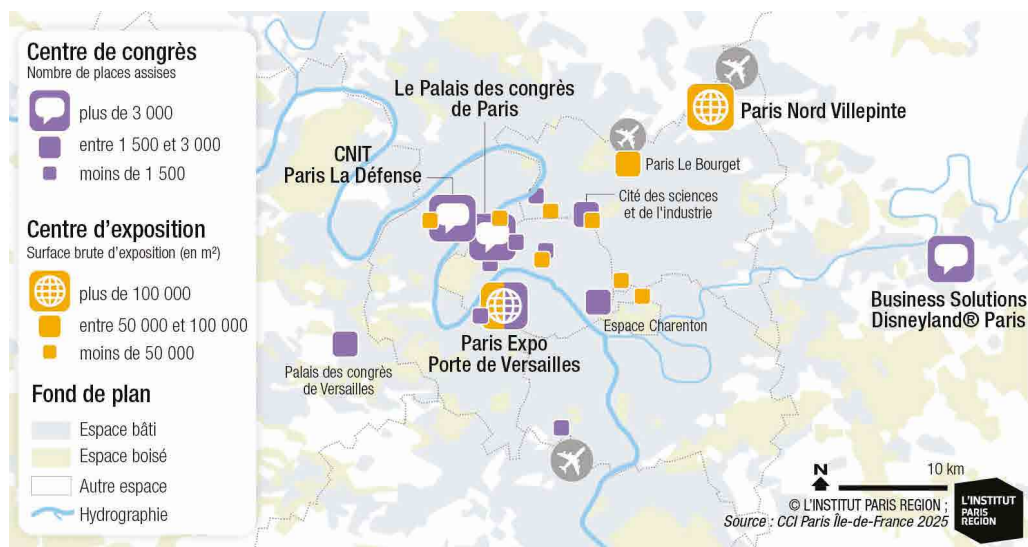 Centre de congrès
Nombre de places assises
plus de 3 000
entre 1 500 et 3 000
moins de 1 500
Centre d’exposition
Surface brute d’exposition (en m²)
plus de 100 000
entre 50 000 et 100 000
moins de 50 000
Fond de plan
Espace bâti
Espace boisé
Autre espace
Hydrographie
Le Palais des congrès
de Paris
CNIT
Paris La Défense
Paris Nord Villepinte
Paris Le Bourget
Cité des sciences
et de l'industrie
Business Solutions
Disneyland® Paris
Espace Charenton
Paris Expo
Porte de Versailles
Palais des congrès
de Versailles
N
10 km
© L'INSTITUT PARIS REGION ;
Source : CCI Paris Île-de-France 2025
L'INSTITUT
PARIS
REGION